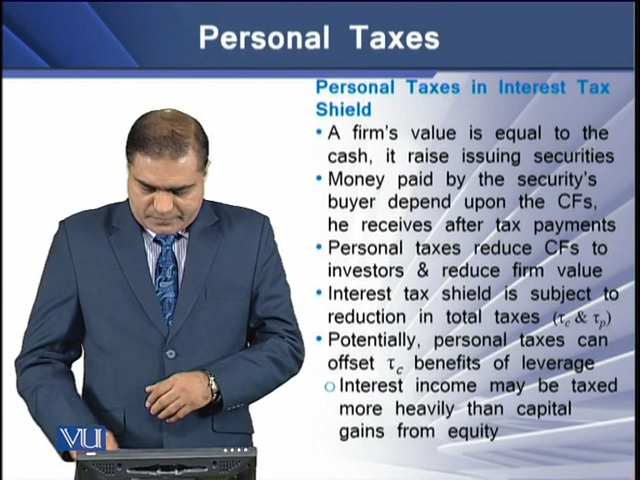 Personal Taxes
Personal Taxes in Interest Tax
Shield
• A firm's value is equal to the
cash, it raise issuing securities
• Money paid by the security's
buyer depend upon the CFs,
he receives after tax payments
• Personal taxes reduce CFs to
investors & reduce firm value
• Interest tax shield is subject to
reduction in total taxes (τc & τp)
• Potentially, personal taxes can
offset τc benefits of leverage
o Interest income may be taxed
more heavily than capital
gains from equity
VU